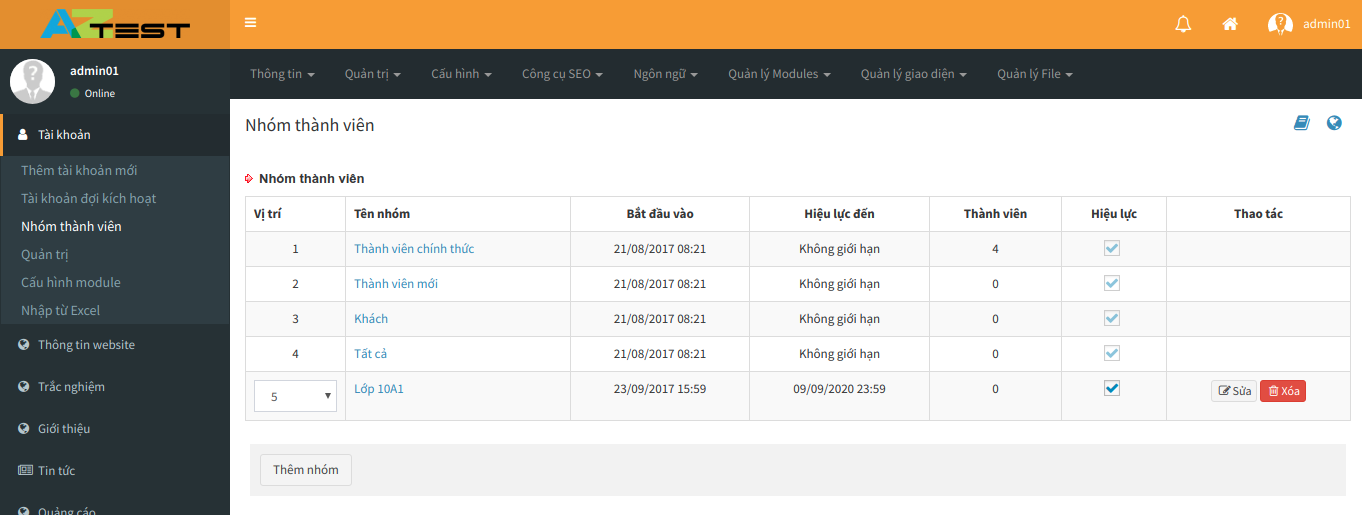 AZTEST
admin01
admin01
Online
Thông tin Quản trị Cấu hình Công cụ SEO Ngôn ngữ Quản lý Modules Quản lý giao diện Quản lý File
Tài khoản
Thêm tài khoản mới
Tài khoản đợi kích hoạt
Nhóm thành viên
Quản trị
Cấu hình module
Nhập từ Excel
Thông tin website
Trắc nghiệm
Giới thiệu
Tin tức
Quảng cáo
Nhóm thành viên
Nhóm thành viên
Vị trí Tên nhóm Bắt đầu vào Hiệu lực đến Thành viên Hiệu lực Thao tác
1 Thành viên chính thức 21/08/2017 08:21 Không giới hạn 4
2 Thành viên mới 21/08/2017 08:21 Không giới hạn 0
3 Khách 21/08/2017 08:21 Không giới hạn 0
4 Tất cả 21/08/2017 08:21 Không giới hạn 0
5 Lớp 10A1 23/09/2017 15:59 09/09/2020 23:59 0 Sửa Xóa
Thêm nhóm